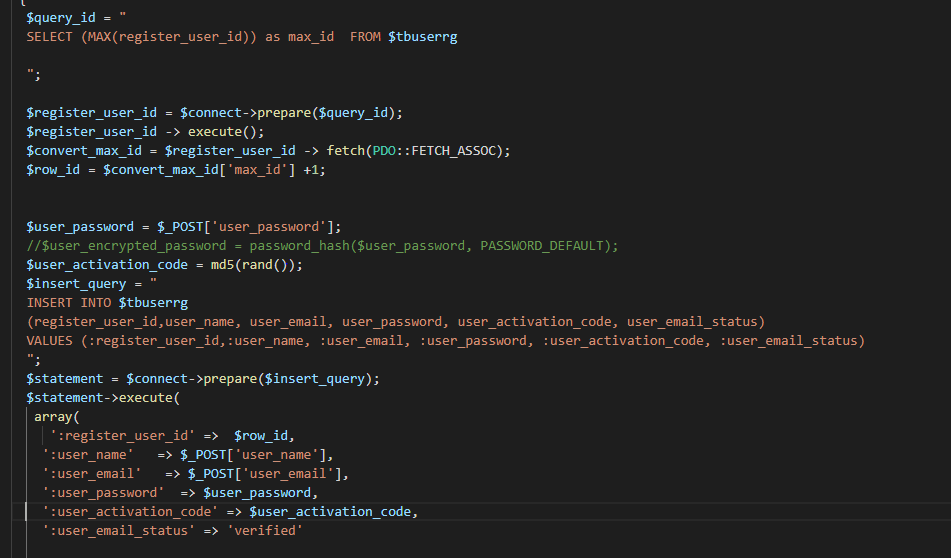 {
$query_id = "
SELECT (MAX(register_user_id)) as max_id  FROM $tbuserrg
";
$register_user_id = $connect->prepare($query_id);
$register_user_id -> execute();
$convert_max_id = $register_user_id -> fetch(PDO::FETCH_ASSOC);
$row_id = $convert_max_id['max_id'] +1;
$user_password = $_POST['user_password'];
//$user_encrypted_password = password_hash($user_password, PASSWORD_DEFAULT);
$user_activation_code = md5(rand());
$insert_query = "
INSERT INTO $tbuserrg
(register_user_id,user_name, user_email, user_password, user_activation_code, user_email_status)
VALUES (:register_user_id,:user_name, :user_email, :user_password, :user_activation_code, :user_email_status)
";
$statement = $connect->prepare($insert_query);
$statement->execute(
array(
':register_user_id' =>  $row_id,
':user_name'   => $_POST['user_name'],
':user_email'   => $_POST['user_email'],
':user_password'  => $user_password,
':user_activation_code' => $user_activation_code,
':user_email_status' => 'verified'